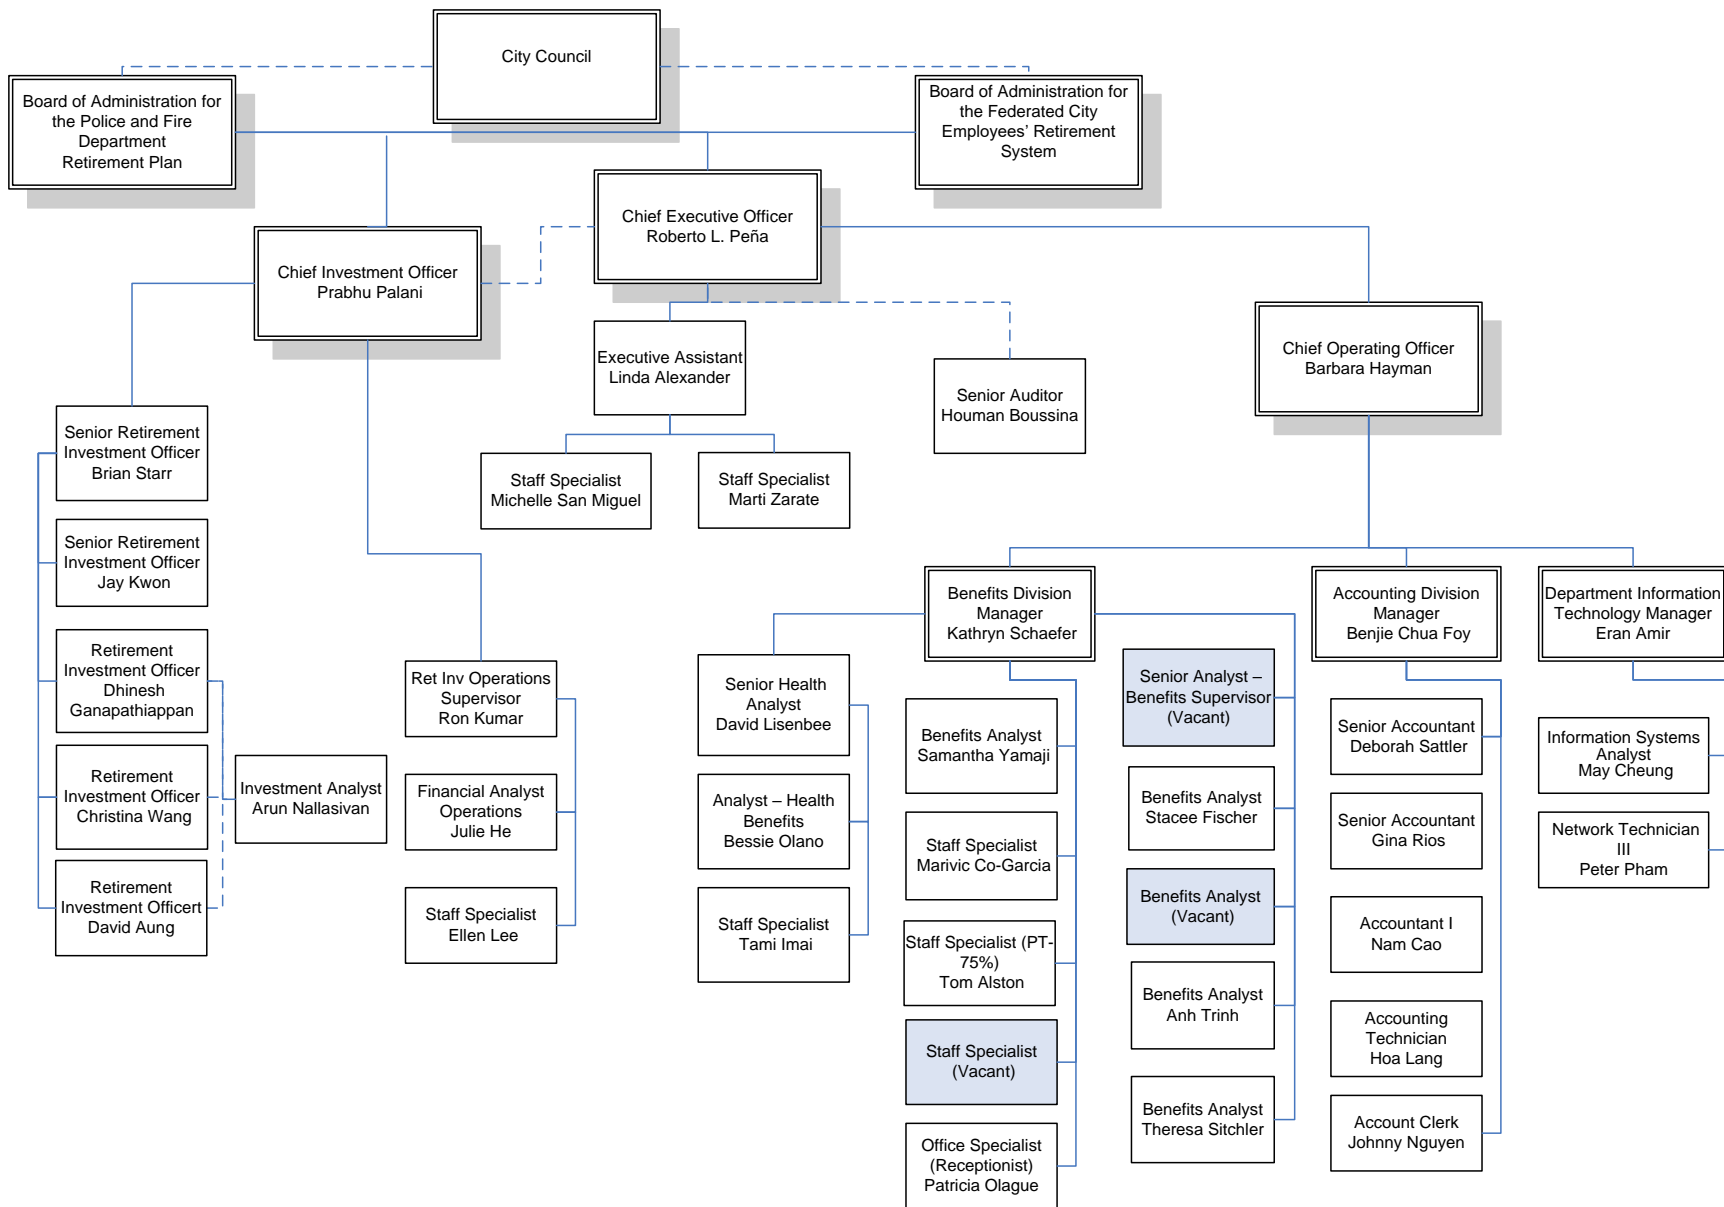 City Council
Board of Administration for
the Police and Fire
Department
Retirement Plan
Board of Administration for
the Federated City
Employees’ Retirement
System
Chief Executive Officer
Roberto L. Peña
Chief Investment Officer
Prabhu Palani
Chief Operating Officer
Barbara Hayman
Executive Assistant
Linda Alexander
Senior Auditor
Houman Boussina
Staff Specialist
Michelle San Miguel
Staff Specialist
Marti Zarate
Senior Retirement
Investment Officer
Brian Starr
Senior Retirement
Investment Officer
Jay Kwon
Retirement
Investment Officer
Dhinesh
Ganapathiappan
Retirement
Investment Officer
Christina Wang
Retirement
Investment Officert
David Aung
Investment Analyst
Arun Nallasivan
Ret Inv Operations
Supervisor
Ron Kumar
Financial Analyst
Operations
Julie He
Staff Specialist
Ellen Lee
Benefits Division
Manager
Kathryn Schaefer
Accounting Division
Manager
Benjie Chua Foy
Department Information
Technology Manager
Eran Amir
Senior Health
Analyst
David Lisenbee
Analyst – Health
Benefits
Bessie Olano
Staff Specialist
Tami Imai
Benefits Analyst
Samantha Yamaji
Staff Specialist
Marivic Co-Garcia
Staff Specialist (PT-
75%)
Tom Alston
Staff Specialist
(Vacant)
Office Specialist
(Receptionist)
Patricia Olague
Senior Analyst –
Benefits Supervisor
(Vacant)
Benefits Analyst
Stacee Fischer
Benefits Analyst
(Vacant)
Benefits Analyst
Anh Trinh
Benefits Analyst
Theresa Sitchler
Senior Accountant
Deborah Sattler
Senior Accountant
Gina Rios
Accountant I
Nam Cao
Accounting
Technician
Hoa Lang
Account Clerk
Johnny Nguyen
Information Systems
Analyst
May Cheung
Network Technician
III
Peter Pham